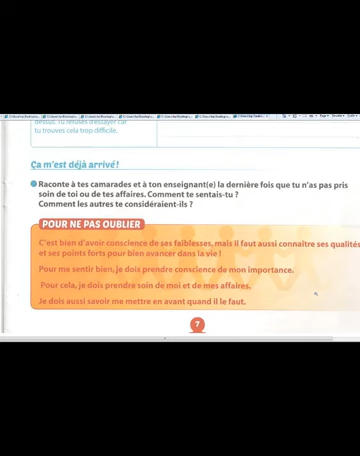 dessus. Tu refuses d'essayer car
tu trouves cela trop difficile.
Ça m'est déjà arrivé !
Raconte à tes camarades et à ton enseignant(e) la dernière fois que tu n'as pas pris
soin de toi ou de tes affaires. Comment te sentais-tu ?
Comment les autres te considéraient-ils ?
POUR NE PAS OUBLIER
C'est bien d'avoir conscience de ses faiblesses, mais il faut aussi connaître ses qualités
et ses points forts pour bien avancer dans la vie !
Pour me sentir bien, je dois prendre conscience de mon importance.
Pour cela, je dois prendre soin de moi et de mes affaires.
Je dois aussi savoir me mettre en avant quand il le faut.
7